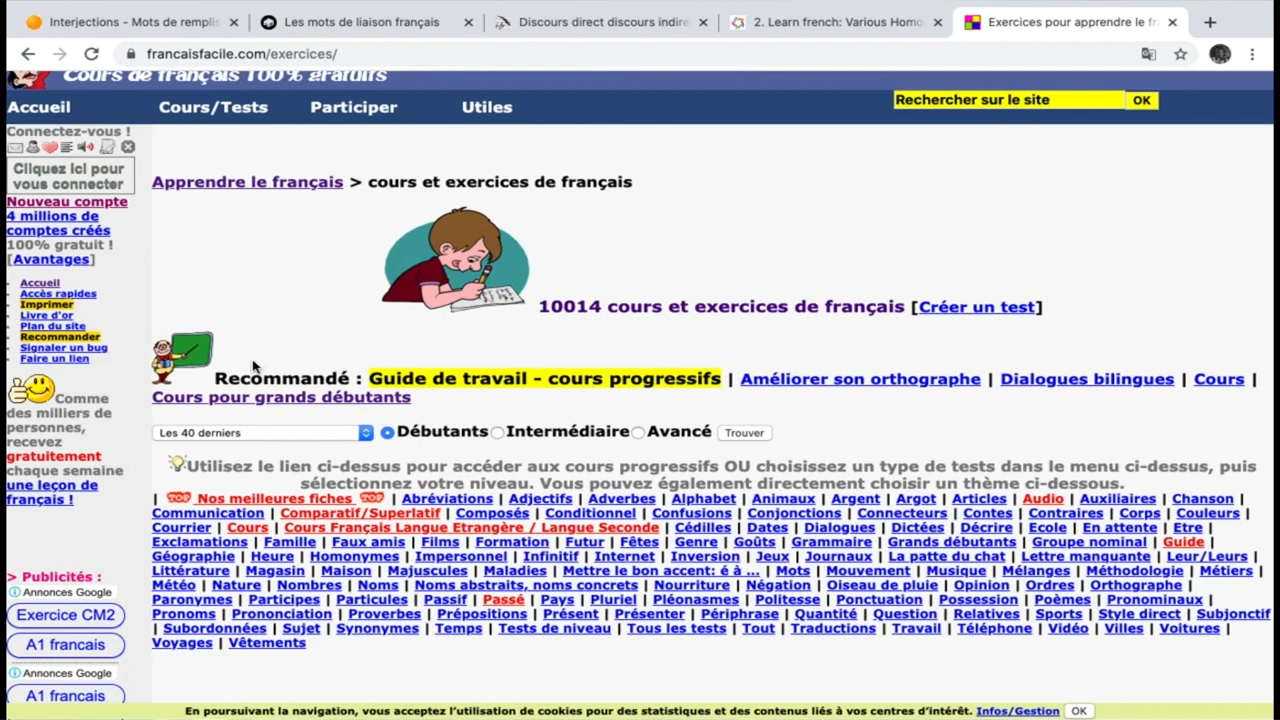 Interjections - Mots de remplis
Les mots de liaison français
Discours direct discours indire
2. Learn french: Various Homo
Exercices pour apprendre le fr
francaisfacile.com/exercices/
Cours de français 100% gratuits
Accueil Cours/Tests Participer Utiles
Rechercher sur le site OK
Connectez-vous !
Cliquez ici pour
vous connecter
Nouveau compte
4 millions de
comptes créés
100% gratuit !
[Avantages]
Accueil
Accès rapides
Imprimer
Livre d'or
Plan du site
Recommander
Signaler un bug
Faire un lien
Comme
des milliers de
personnes,
recevez
gratuitement
chaque semaine
une leçon de
français !
> Publicités :
Annonces Google
Exercice CM2
A1 francais
Annonces Google
A1 francais
Apprendre le français > cours et exercices de français
10014 cours et exercices de français [Créer un test]
Recommandé : Guide de travail - cours progressifs | Améliorer son orthographe | Dialogues bilingues | Cours |
Cours pour grands débutants
Les 40 derniers Débutants Intermédiaire Avancé Trouver
Utilisez le lien ci-dessus pour accéder aux cours progressifs OU choisissez un type de tests dans le menu ci-dessus, puis
sélectionnez votre niveau. Vous pouvez également directement choisir un thème ci-dessous.
| TOP Nos meilleures fiches TOP | Abréviations | Adjectifs | Adverbes | Alphabet | Animaux | Argent | Argot | Articles | Audio | Auxiliaires | Chanson |
Communication | Comparatif/Superlatif | Composés | Conditionnel | Confusions | Conjonctions | Connecteurs | Contes | Contraires | Corps | Couleurs |
Courrier | Cours | Cours Français Langue Etrangère / Langue Seconde | Cédilles | Dates | Dialogues | Dictées | Décrire | Ecole | En attente | Etre |
Exclamations | Famille | Faux amis | Films | Formation | Futur | Fêtes | Genre | Goûts | Grammaire | Grands débutants | Groupe nominal | Guide |
Géographie | Heure | Homonymes | Impersonnel | Infinitif | Internet | Inversion | Jeux | Journaux | La patte du chat | Lettre manquante | Leur/Leurs |
Littérature | Magasin | Maison | Majuscules | Maladies | Mettre le bon accent: é à ... | Mots | Mouvement | Musique | Mélanges | Méthodologie | Métiers |
Météo | Nature | Nombres | Noms | Noms abstraits, noms concrets | Nourriture | Négation | Oiseau de pluie | Opinion | Ordres | Orthographe |
Paronymes | Participes | Particules | Passif | Passé | Pays | Pluriel | Pléonasmes | Politesse | Ponctuation | Possession | Poèmes | Pronominaux |
Pronoms | Prononciation | Proverbes | Prépositions | Présent | Présenter | Périphrase | Quantité | Question | Relatives | Sports | Style direct | Subjonctif
| Subordonnées | Sujet | Synonymes | Temps | Tests de niveau | Tous les tests | Tout | Traductions | Travail | Téléphone | Vidéo | Villes | Voitures |
Voyages | Vêtements
En poursuivant la navigation, vous acceptez l'utilisation de cookies pour des statistiques et des contenus liés à vos centres d'intérêt. Infos/Gestion OK